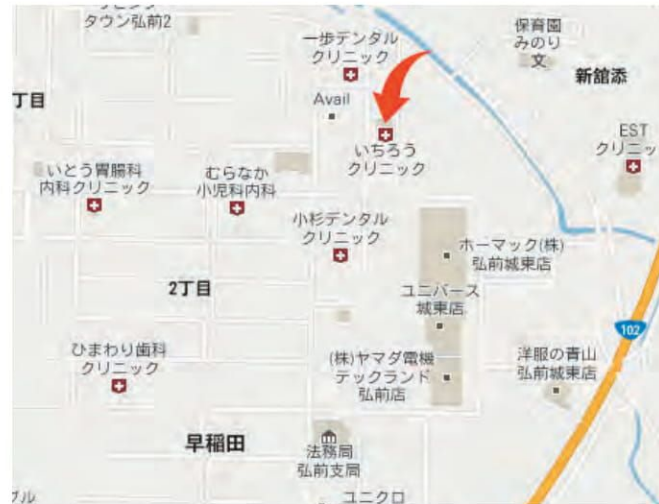 タウン弘前2
一歩デンタル
クリニック
保育園
みのり
文
新舘添
丁目
Avail
いちろう
クリニック
EST
クリニッ
いとう胃腸科
内科クリニック
むらなか
小児科内科
小杉デンタル
クリニック
ホーマック(株)
弘前城東店
2丁目
ユニバース
城東店
102
ひまわり歯科
クリニック
(株)ヤマダ電機
テックランド
弘前店
洋服の青山
弘前城東店
早稲田
法務局
弘前支局
ユニクロ